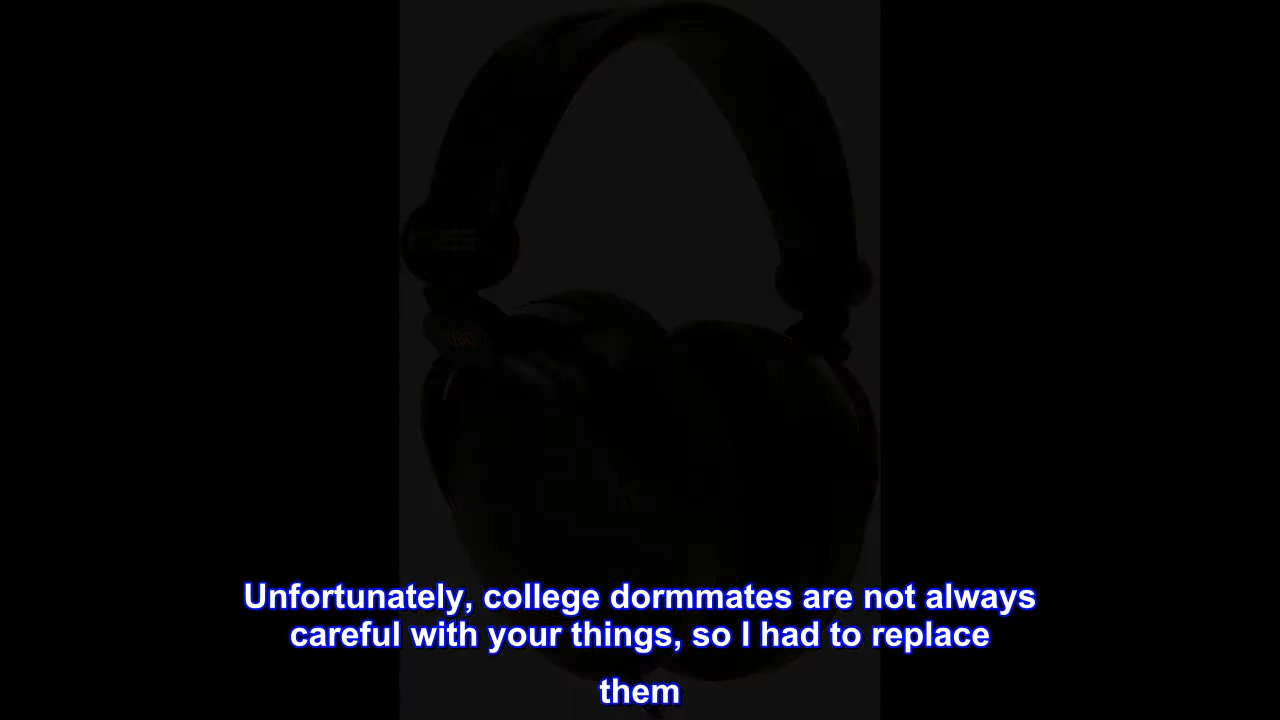 Unfortunately, college dormmates are not always
careful with your things, so I had to replace
them